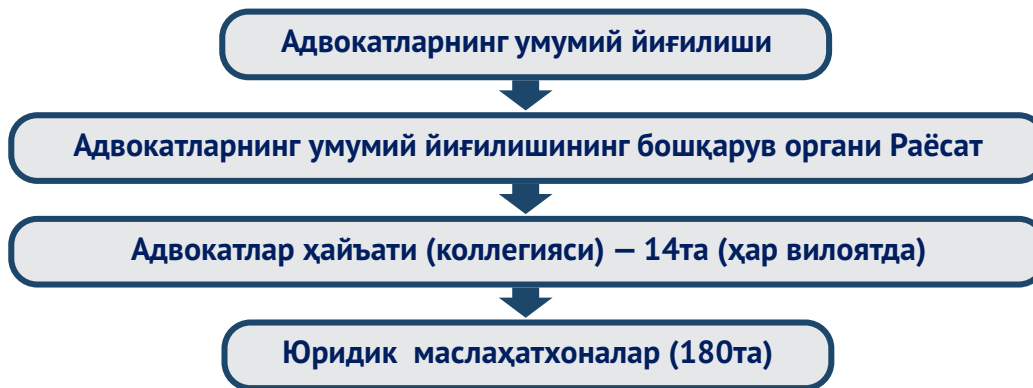 Адвокатларнинг умумий йиғилиши
Адвокатларнинг умумий йиғилишининг бошқарув органи Раёсат
Адвокатлар ҳайъати (коллегияси) — 14та (ҳар вилоятда)
Юридик маслаҳатхоналар (180та)